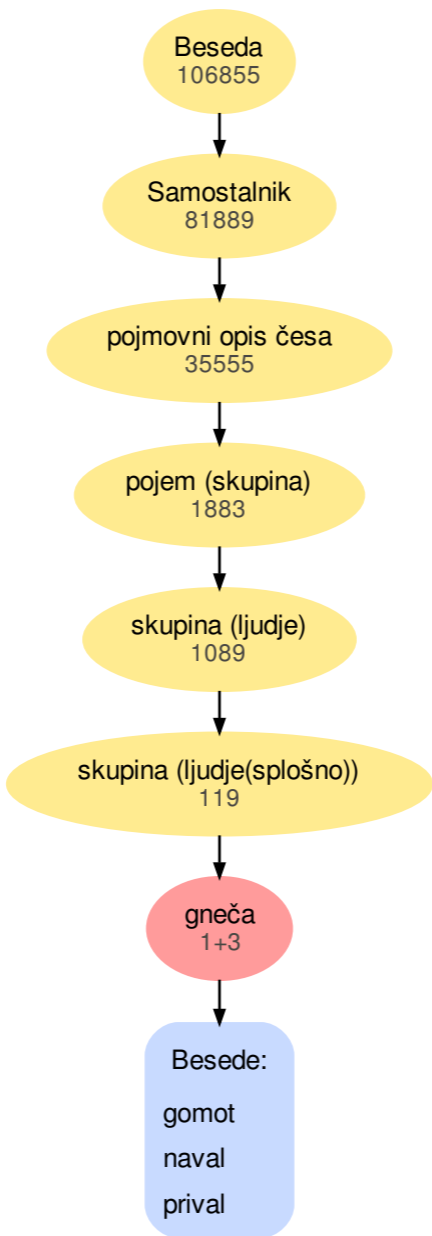 Beseda
106855
Samostalnik
81889
pojmovni opis česa
35555
pojem (skupina)
1883
skupina (ljudje)
1089
skupina (ljudje(splošno))
119
gneča
1+3
Besede:
gomot
naval
prival